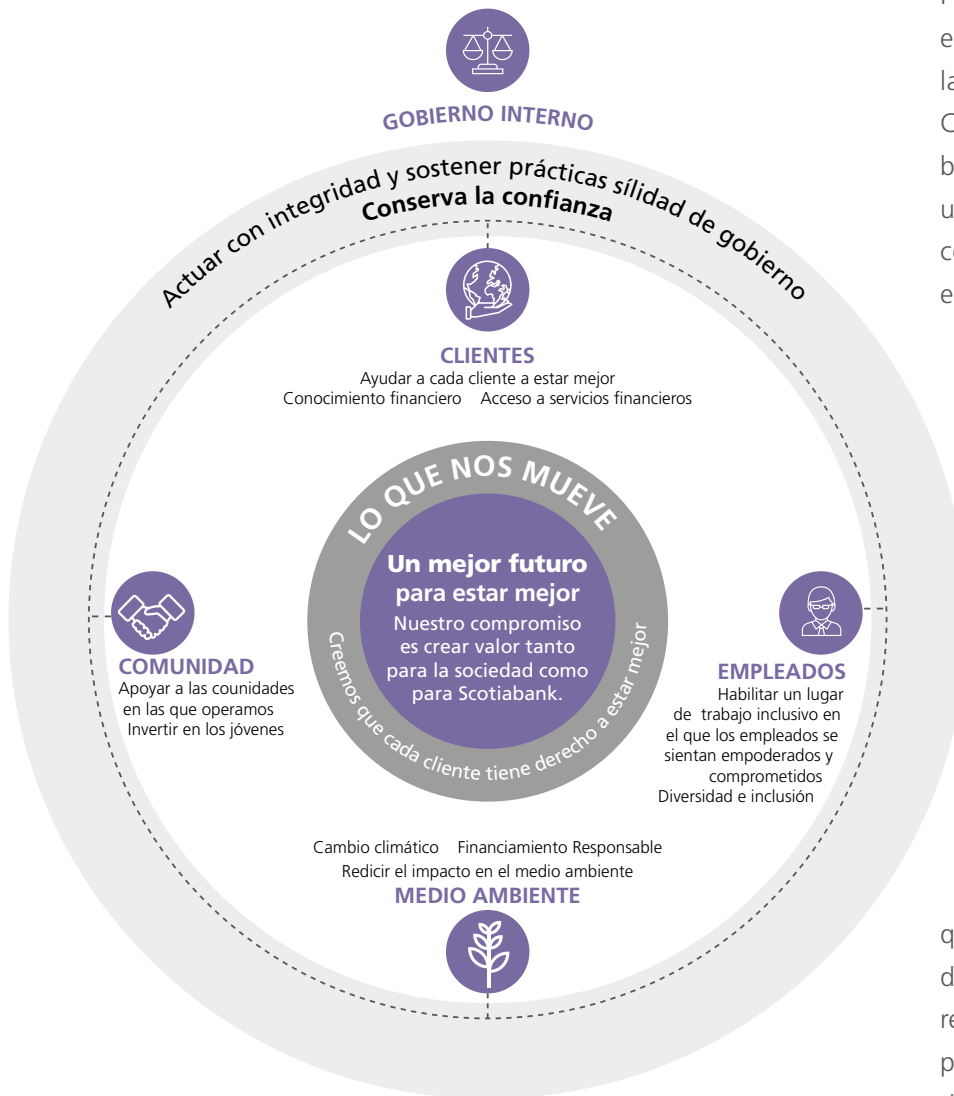 GOBIERNO INTERNO
Actuar con integridad y sostener prácticas sílidad de gobierno
Conserva la confianza
CLIENTES
Ayudar a cada cliente a estar mejor
Conocimiento financiero Acceso a servicios financieros
LO QUE NOS MUEVE
Un mejor futuro
para estar mejor
Nuestro compromiso
es crear valor tanto
para la sociedad como
para Scotiabank.
Creemos que cada cliente tiene derecho a estar mejor
COMUNIDAD
Apoyar a las counidades
en las que operamos
Invertir en los jóvenes
EMPLEADOS
Habilitar un lugar
de trabajo inclusivo en
el que los empleados se
sientan empoderados y
comprometidos
Diversidad e inclusión
Cambio climático Financiamiento Responsable
Redicir el impacto en el medio ambiente
MEDIO AMBIENTE